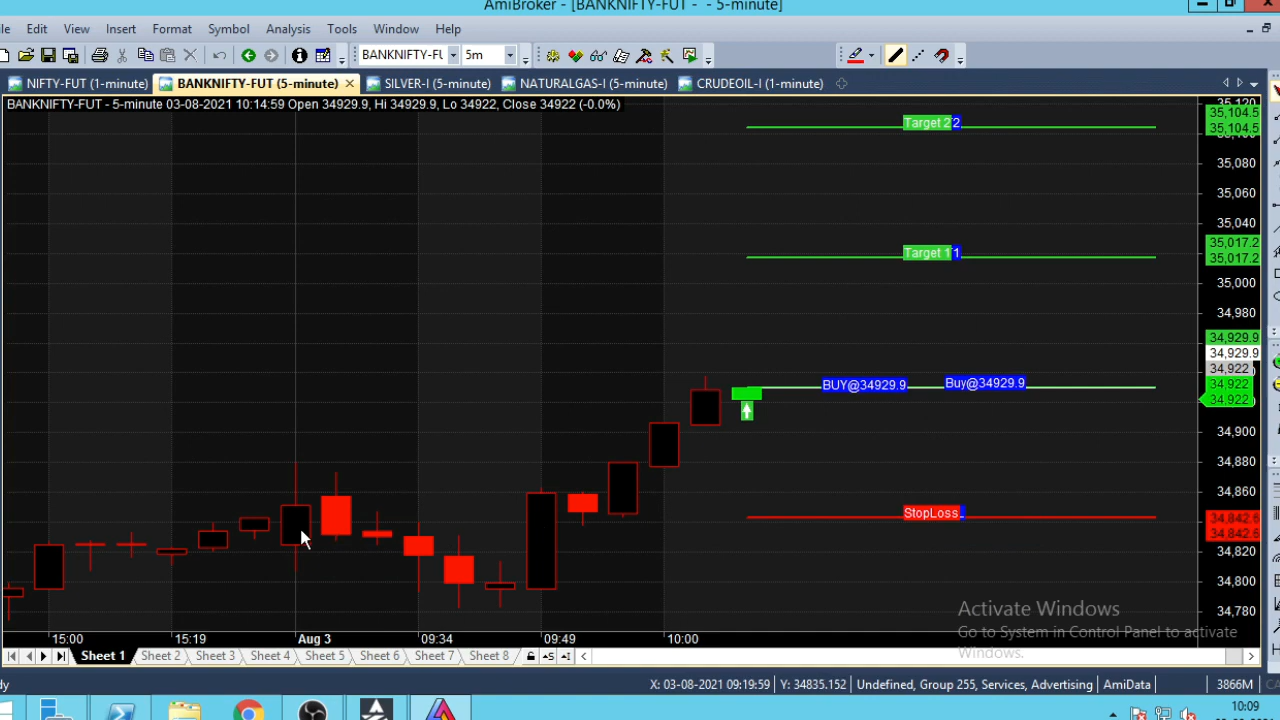 AmiBroker - [BANKNIFTY-FUT - - 5-minute]
Edit View Insert Format Symbol Analysis Tools Window Help
BANKNIFTY-FU 5m
NIFTY-FUT (1-minute) BANKNIFTY-FUT (5-minute) SILVER-I (5-minute) NATURALGAS-I (5-minute) CRUDEOIL-I (2-minute)
BANKNIFTY-FUT - 5-minute 03-08-2021 10:14:59 Open 34929.9, Hi 34929.9, Lo 34922, Close 34922 (-0.0%)
35,120
35,104.5
Target 2 2
35,104.5
35,080
35,060
35,040
35,017.2
Target 1 1
35,017.2
35,000
34,980
34,929.9
34,929.9
34,922
BUY@34929.9 Buy@34929.9 34,922
34,922
34,900
34,880
34,860
StopLoss
34,842.6
34,842.6
34,820
34,800
34,780
Activate Windows
Go to System in Control Panel to activate
Windows.
15:00 15:19 Aug 3 09:34 09:49 10:00
Sheet 1 Sheet 2 Sheet 3 Sheet 4 Sheet 5 Sheet 6 Sheet 7 Sheet 8
X: 03-08-2021 09:19:59 Y: 34835.152 Undefined, Group 255, Services, Advertising AmiData 3866M
10:09